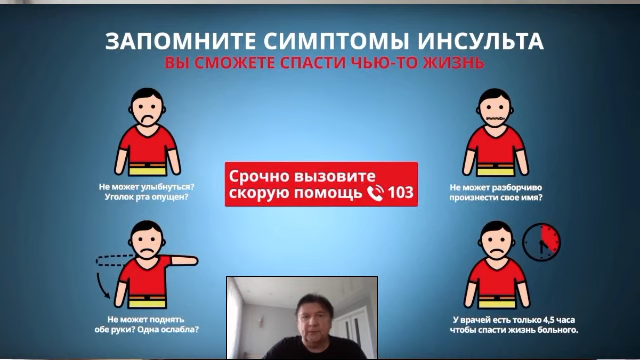 ЗАПОМНИТЕ СИМПТОМЫ ИНСУЛЬТА
ВЫ СМОЖЕТЕ СПАСТИ ЧЬЮ-ТО ЖИЗНЬ
Не может улыбнуться?
Уголок рта опущен?
Срочно вызовите
скорую помощь 103
Не может разборчиво
произнести свое имя?
Не может поднять
обе руки? Одна ослабла?
У врачей есть только 4,5 часа
чтобы спасти жизнь больного.